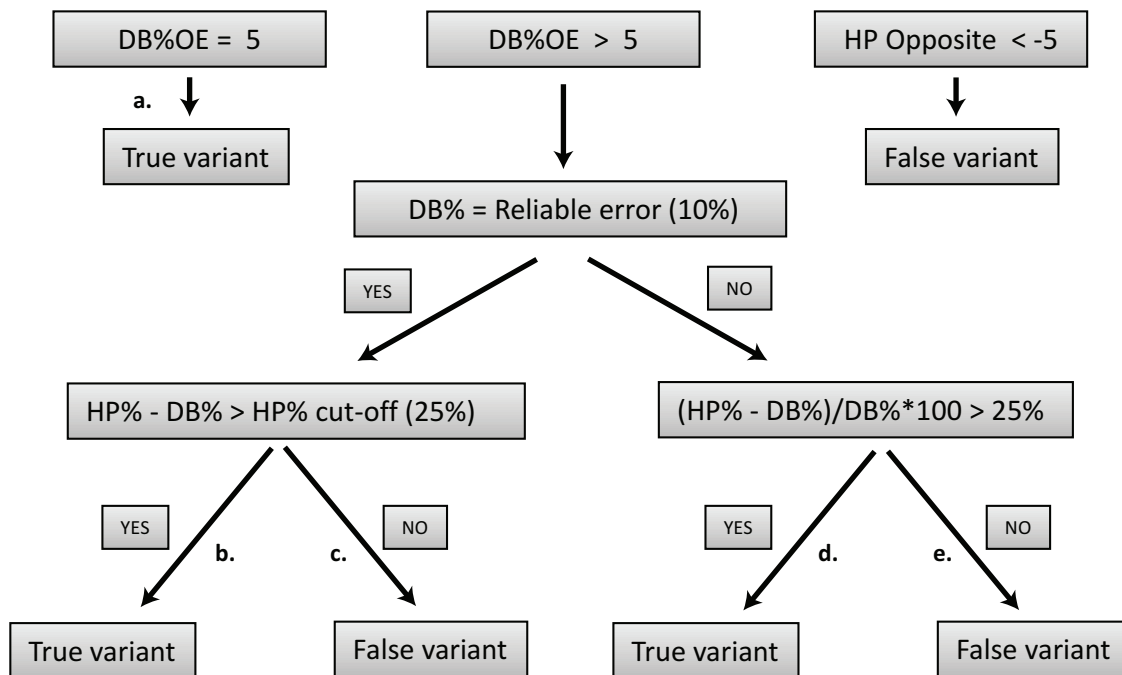 DB%OE = 5
DB%OE > 5
HP Opposite < -5
a.
True variant
False variant
DB% = Reliable error (10%)
YES
NO
HP% - DB% > HP% cut-off (25%)
(HP% - DB%)/DB%*100 > 25%
YES
b.
c.
NO
YES
d.
e.
NO
True variant
False variant
True variant
False variant